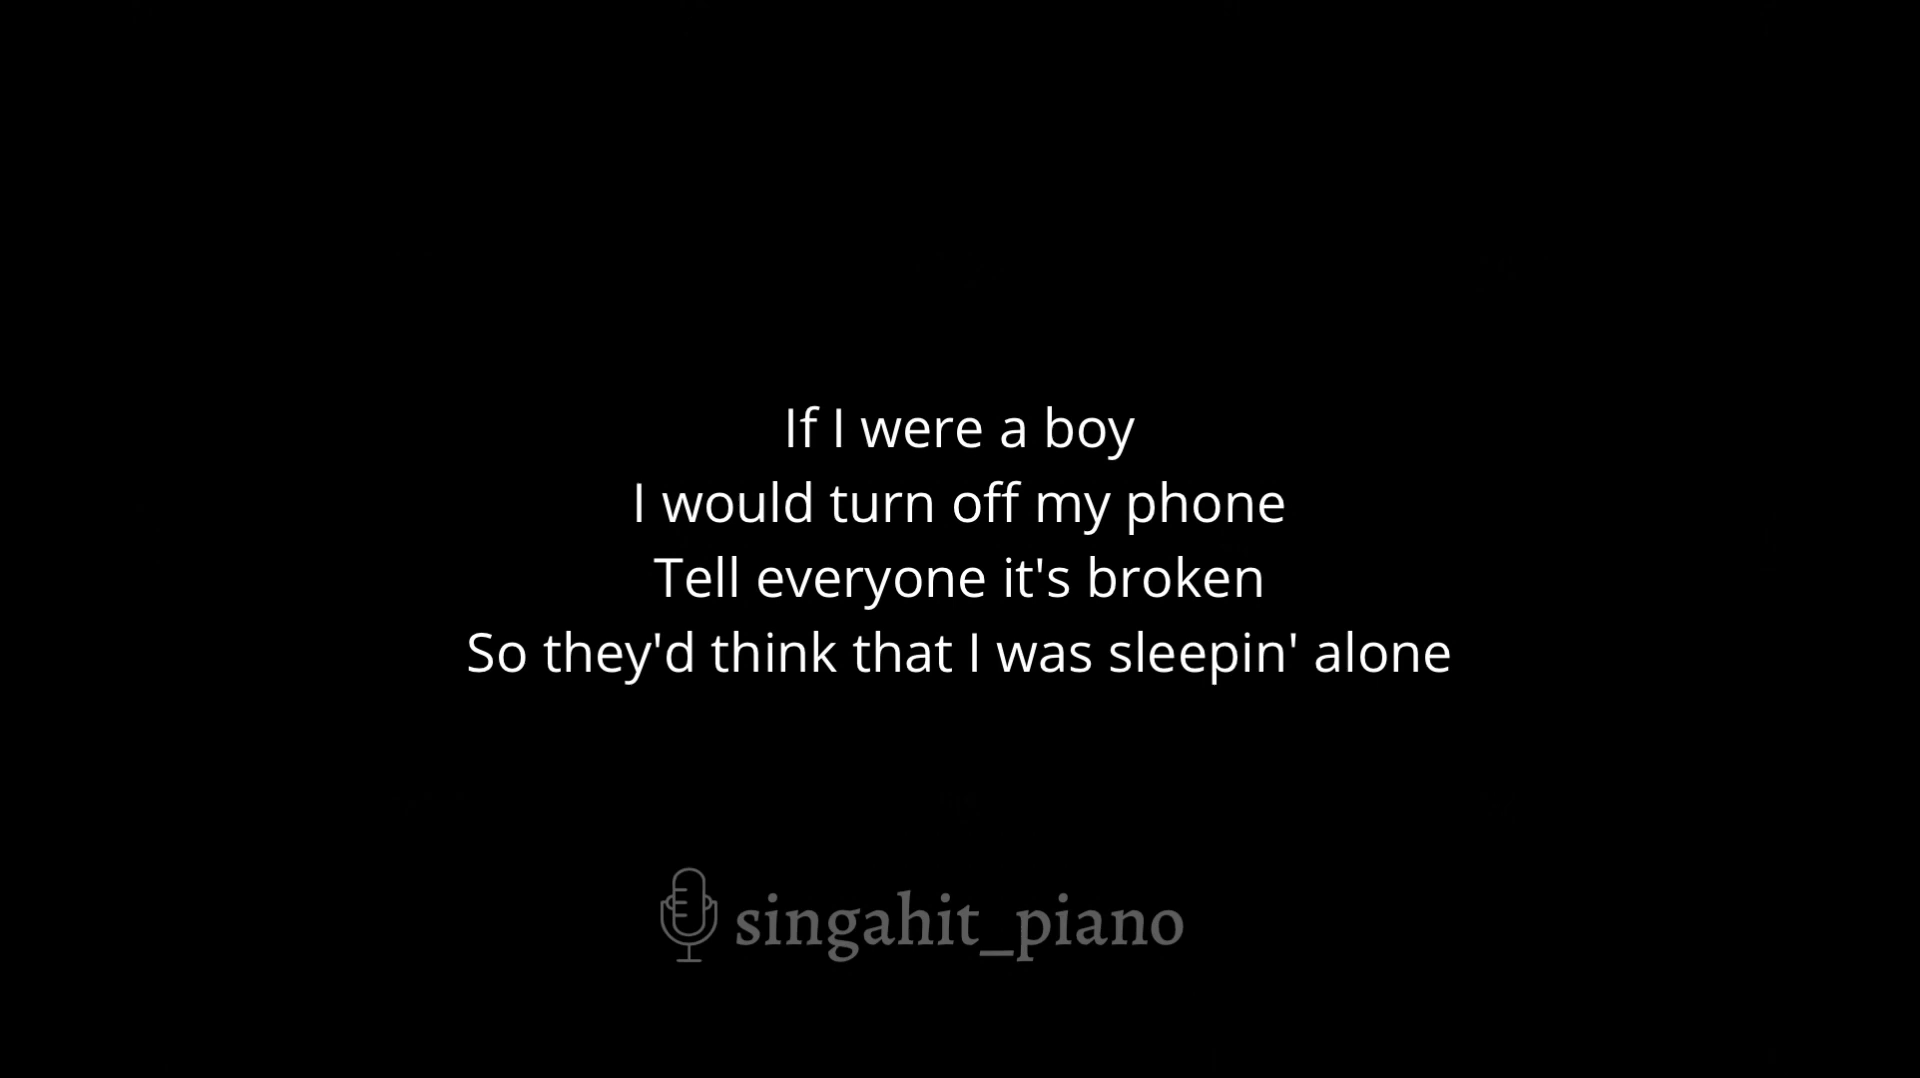 If I were a boy
I would turn off my phone
Tell everyone it's broken
So they'd think that I was sleepin' alone
singahit_piano